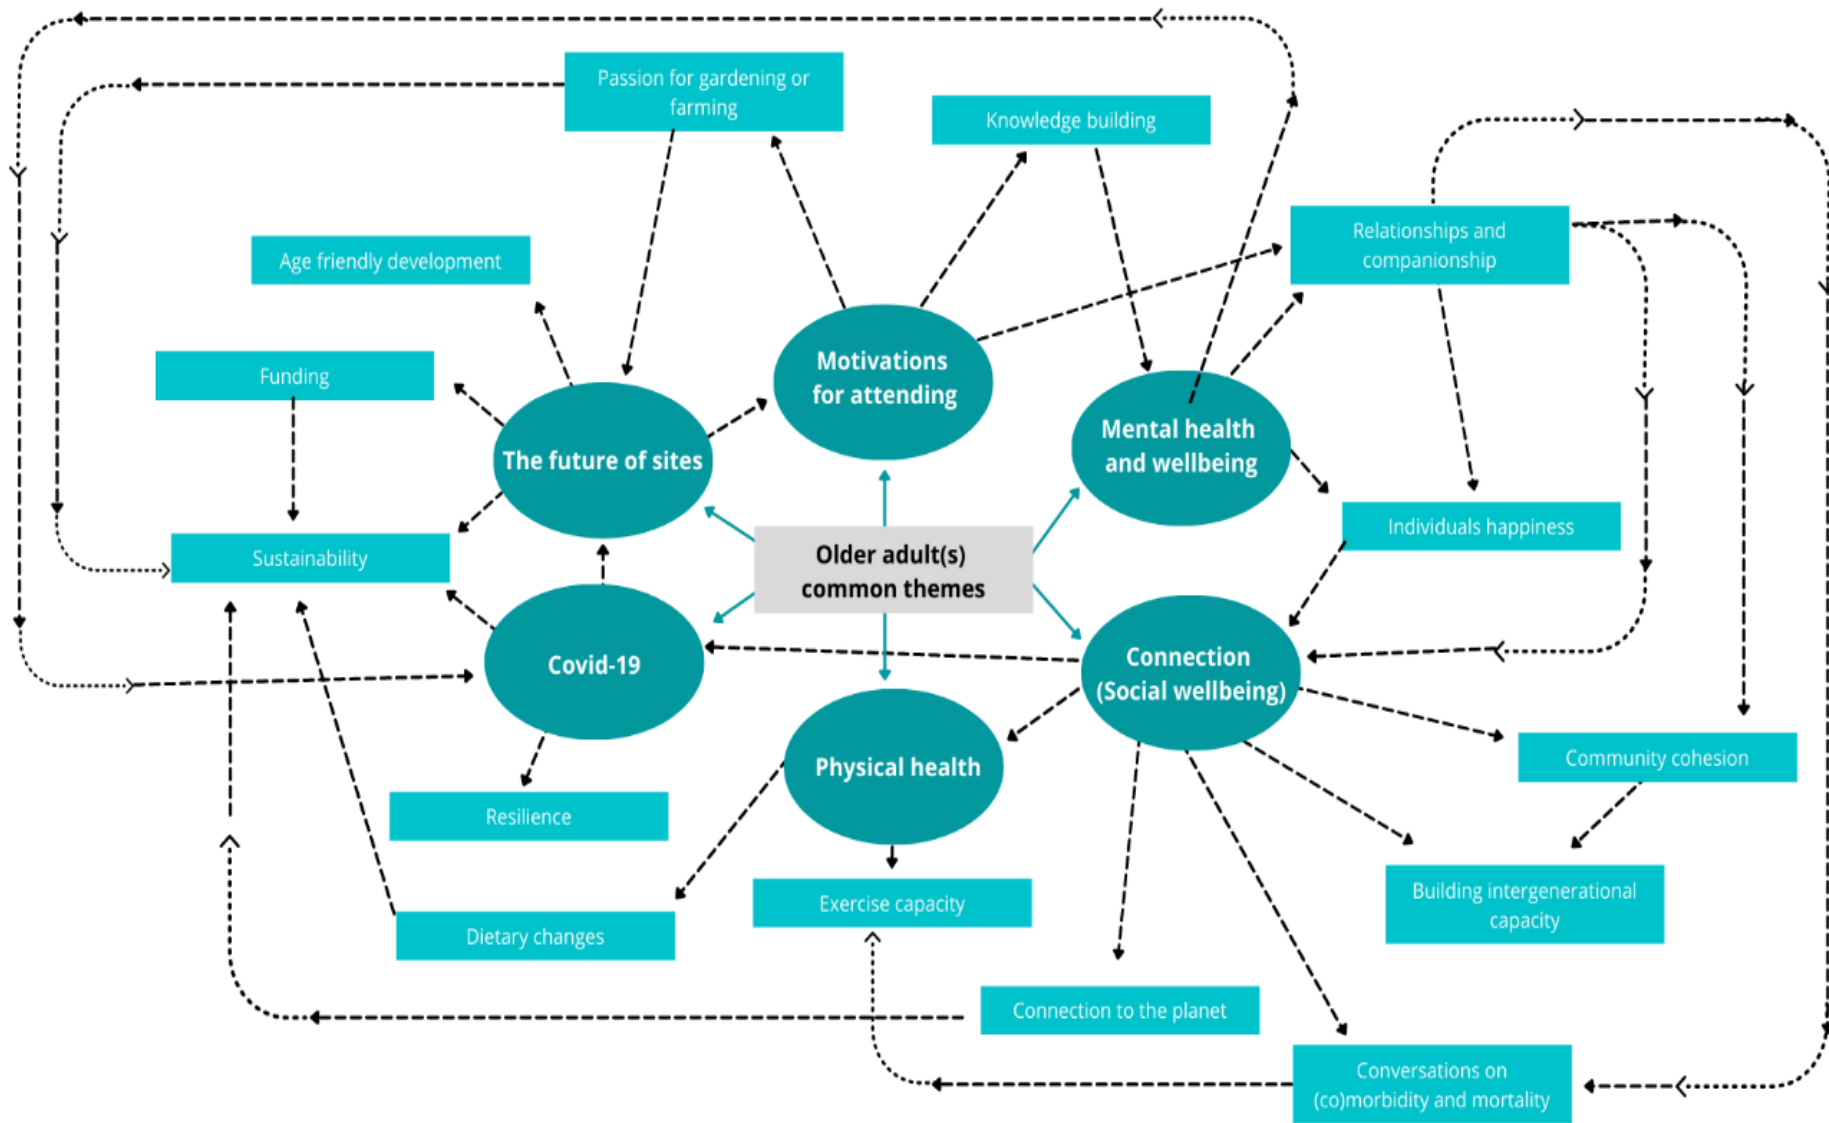 Passion for gardening or
farming
Knowledge building
Relationships and
companionship
Age friendly development
Funding
Motivations
for attending
Mental health
and wellbeing
The future of sites
Individuals happiness
Sustainability
Older adult(s)
common themes
Covid-19
Connection
(Social wellbeing)
Physical health
Community cohesion
Resilience
Exercise capacity
Building intergenerational
capacity
Dietary changes
Connection to the planet
Conversations on
(co)morbidity and mortality